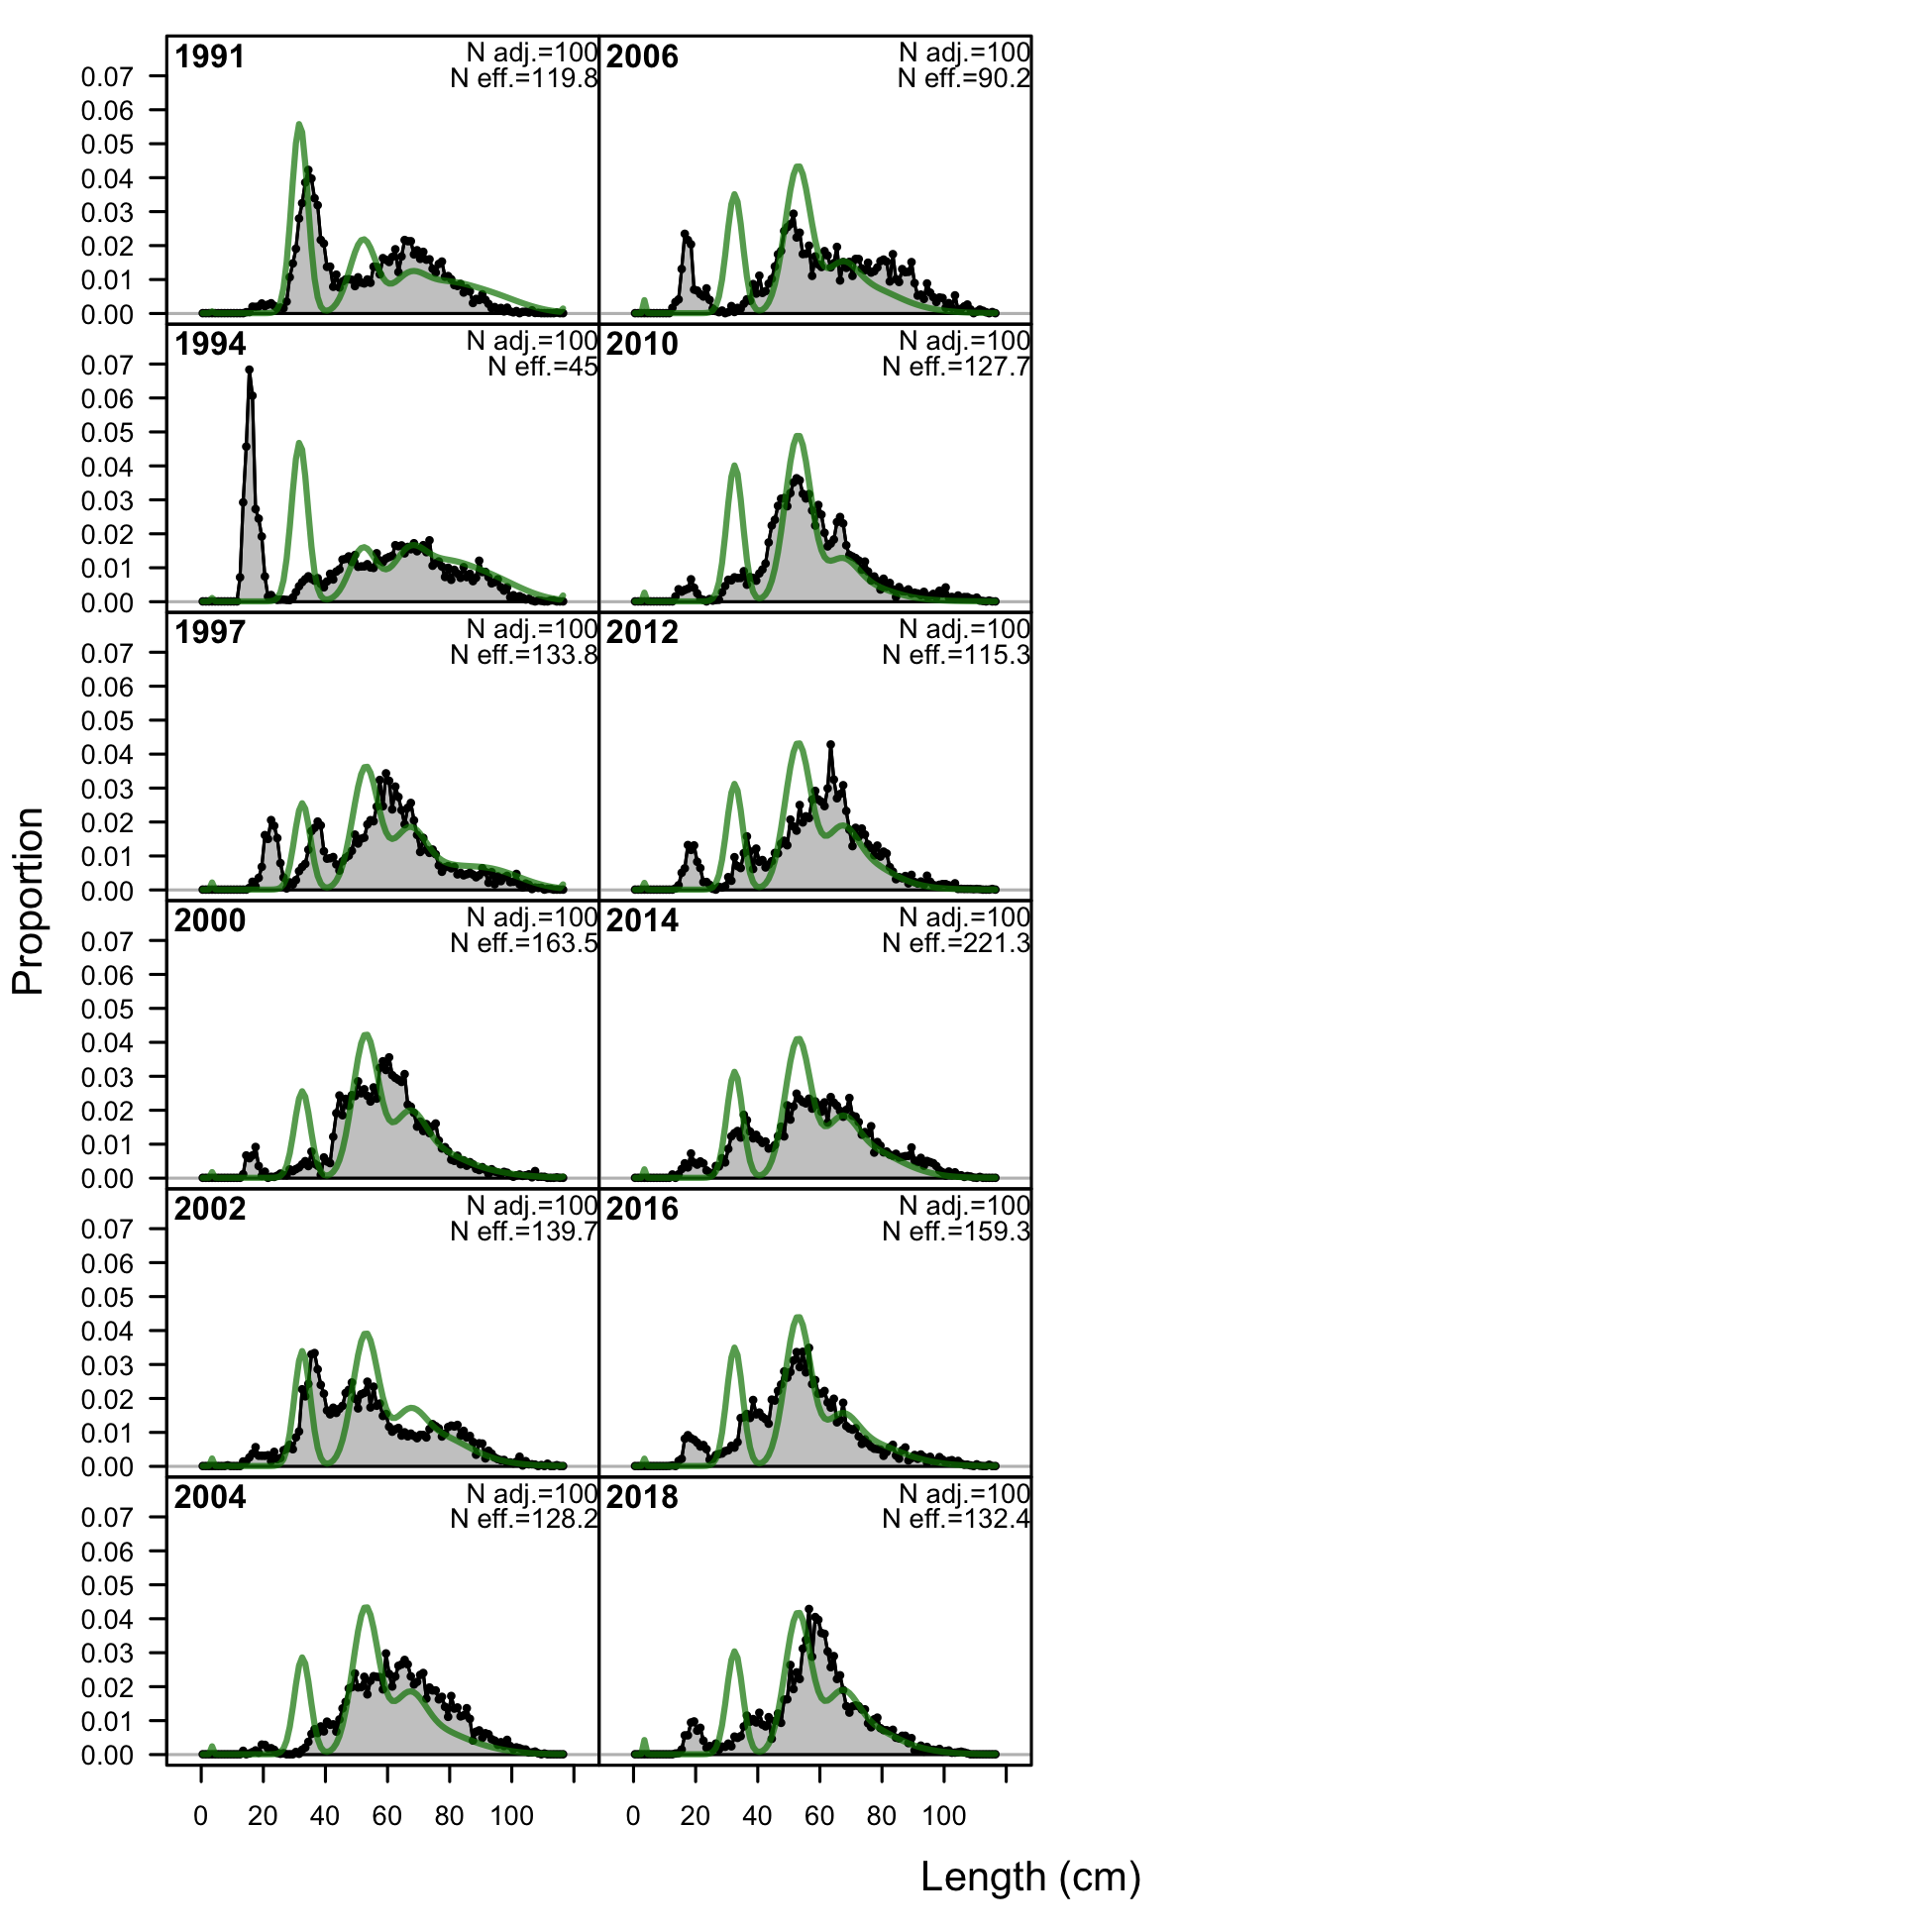 1991
N adj.=100
N eff.=119.8
2006
N adj.=100
N eff.=90.2
0.07
0.06
0.05
0.04
0.03
0.02
0.01
0.00
1994
N adj.=100
N eff.=45
2010
N adj.=100
N eff.=127.7
0.07
0.06
0.05
0.04
0.03
0.02
0.01
0.00
1997
N adj.=100
N eff.=133.8
2012
N adj.=100
N eff.=115.3
0.07
0.06
0.05
0.04
0.03
0.02
0.01
0.00
2000
N adj.=100
N eff.=163.5
2014
N adj.=100
N eff.=221.3
0.07
0.06
0.05
0.04
0.03
0.02
0.01
0.00
2002
N adj.=100
N eff.=139.7
2016
N adj.=100
N eff.=159.3
0.07
0.06
0.05
0.04
0.03
0.02
0.01
0.00
2004
N adj.=100
N eff.=128.2
2018
N adj.=100
N eff.=132.4
0.07
0.06
0.05
0.04
0.03
0.02
0.01
0.00
0 20 40 60 80 100
0 20 40 60 80 100
Proportion
Length (cm)